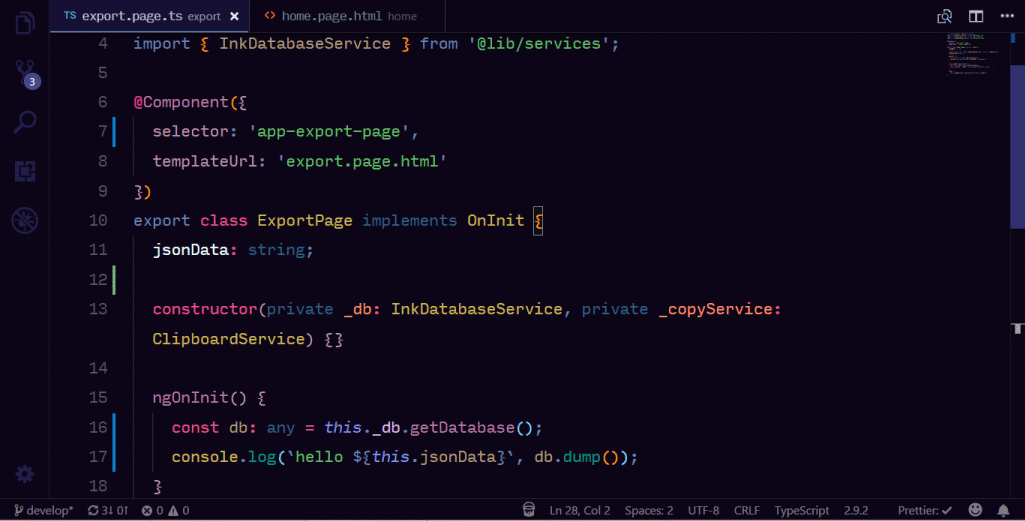 TS export.page.ts export × <> home.page.html home
4 import { InkDatabaseService } from '@lib/services';
5
6 @Component({
7 selector: 'app-export-page',
8 templateUrl: 'export.page.html'
9 })
10 export class ExportPage implements OnInit {
11 jsonData: string;
12
13 constructor(private _db: InkDatabaseService, private _copyService:
ClipboardService) {}
14
15 ngOnInit() {
16 const db: any = this._db.getDatabase();
17 console.log(`hello ${this.jsonData}`, db.dump());
18 }
3
develop* 3↓ 0↑ 0 0 Ln 28, Col 2 Spaces: 2 UTF-8 CRLF TypeScript 2.9.2 Prettier: ✓